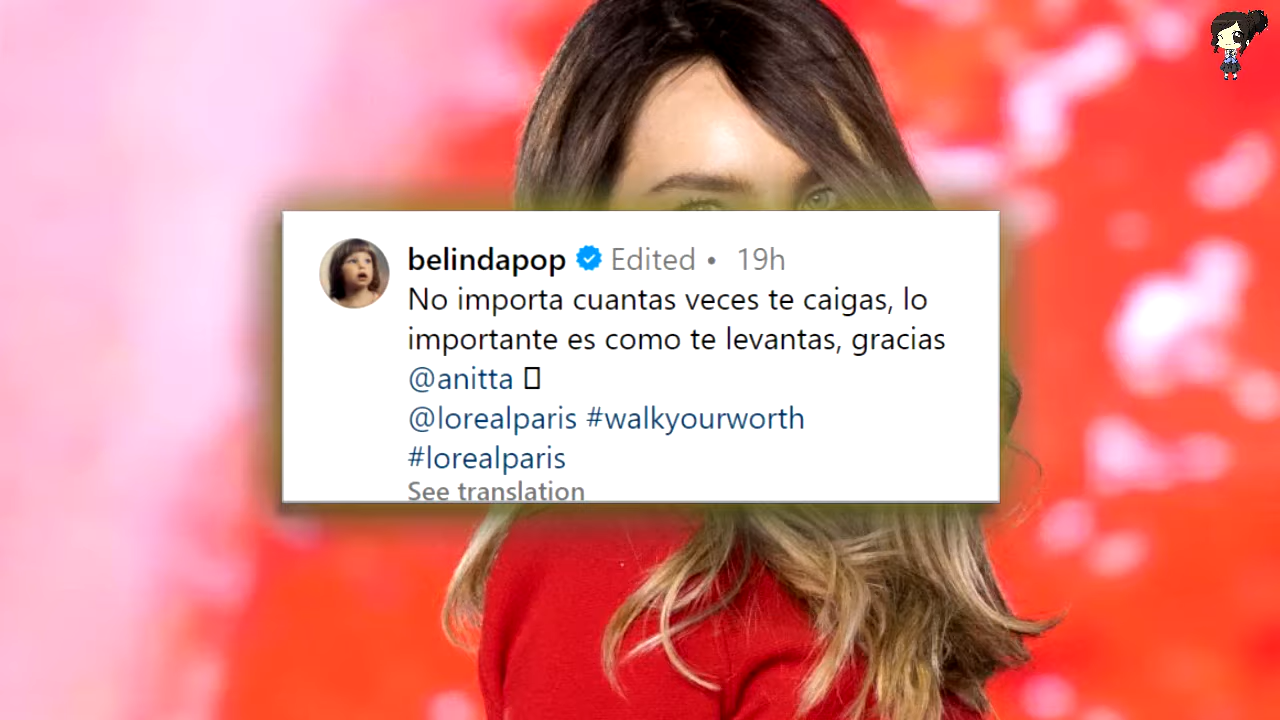 belindapop Edited • 19h
No importa cuantas veces te caigas, lo
importante es como te levantas, gracias
@anitta
@lorealparis #walkyourworth
#lorealparis
See translation